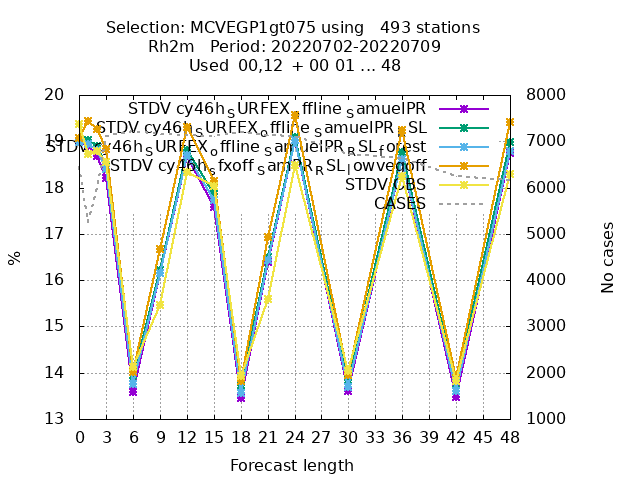 Selection: MCVEGP1gt075 using   493 stations
Rh2m   Period: 20220702-20220709
Used  00,12  + 00 01 ... 48
STDV cy46h_SURFEX_offline_samuelPR
STDV cy46h_SURFEX_offline_samuelPR_SL
STDV cy46h_SURFEX_offline_samuelPR_RSL_forest
STDV cy46h_sfxoff_samPR_RSL_lowvegoff
STDV OBS
CASES
20
19
18
17
16
15
14
13
%
8000
7000
6000
5000
4000
3000
2000
1000
No cases
0 3 6 9 12 15 18 21 24 27 30 33 36 39 42 45 48
Forecast length